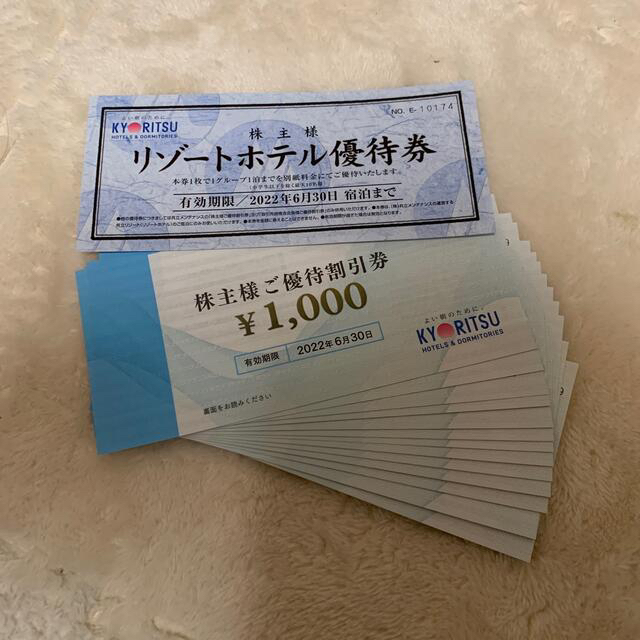 NO. E-10174
よい朝のために。
KYORITSU
HOTELS & DORMITORIES
株主様
リゾートホテル優待券
本券1枚で1グループ1泊までを別紙料金にてご優待いたします。
有効期限／2022年6月30日 宿泊まで
株主様ご優待割引券
¥1,000
有効期限 2022年6月30日
裏面をお読みください
よい朝のために。
KYORITSU
HOTELS & DORMITORIES